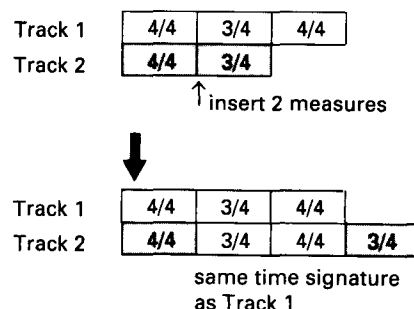 Track 1 4/4 3/4 4/4
Track 2 4/4 3/4
insert 2 measures
Track 1 4/4 3/4 4/4
Track 2 4/4 3/4 4/4 3/4
same time signature
as Track 1